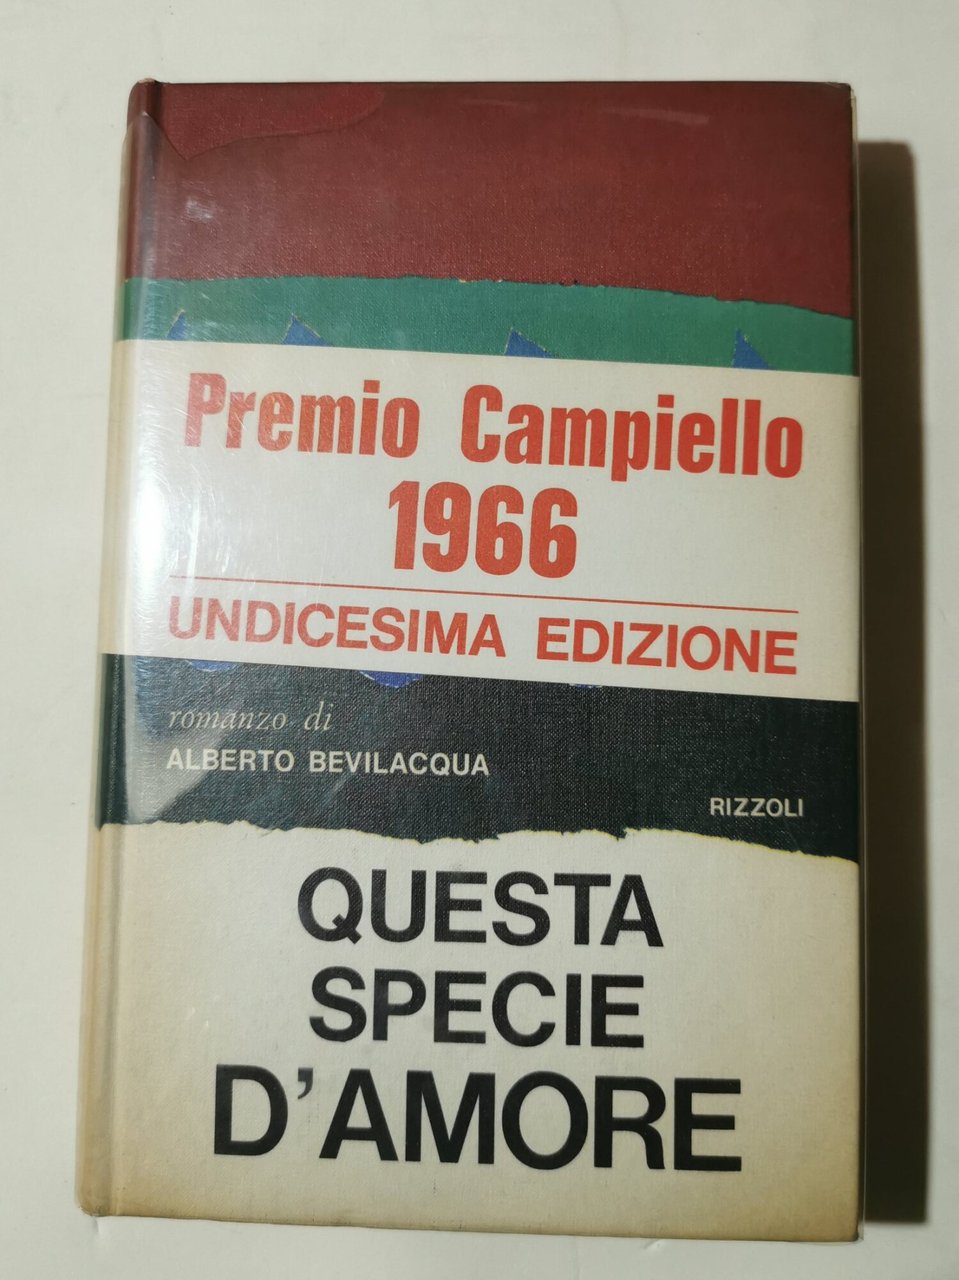 Premio Campiello
1966
UNDICESIMA EDIZIONE
romanzo di
ALBERTO BEVILACQUA
RIZZOLI
QUESTA
SPECIE
D'AMORE